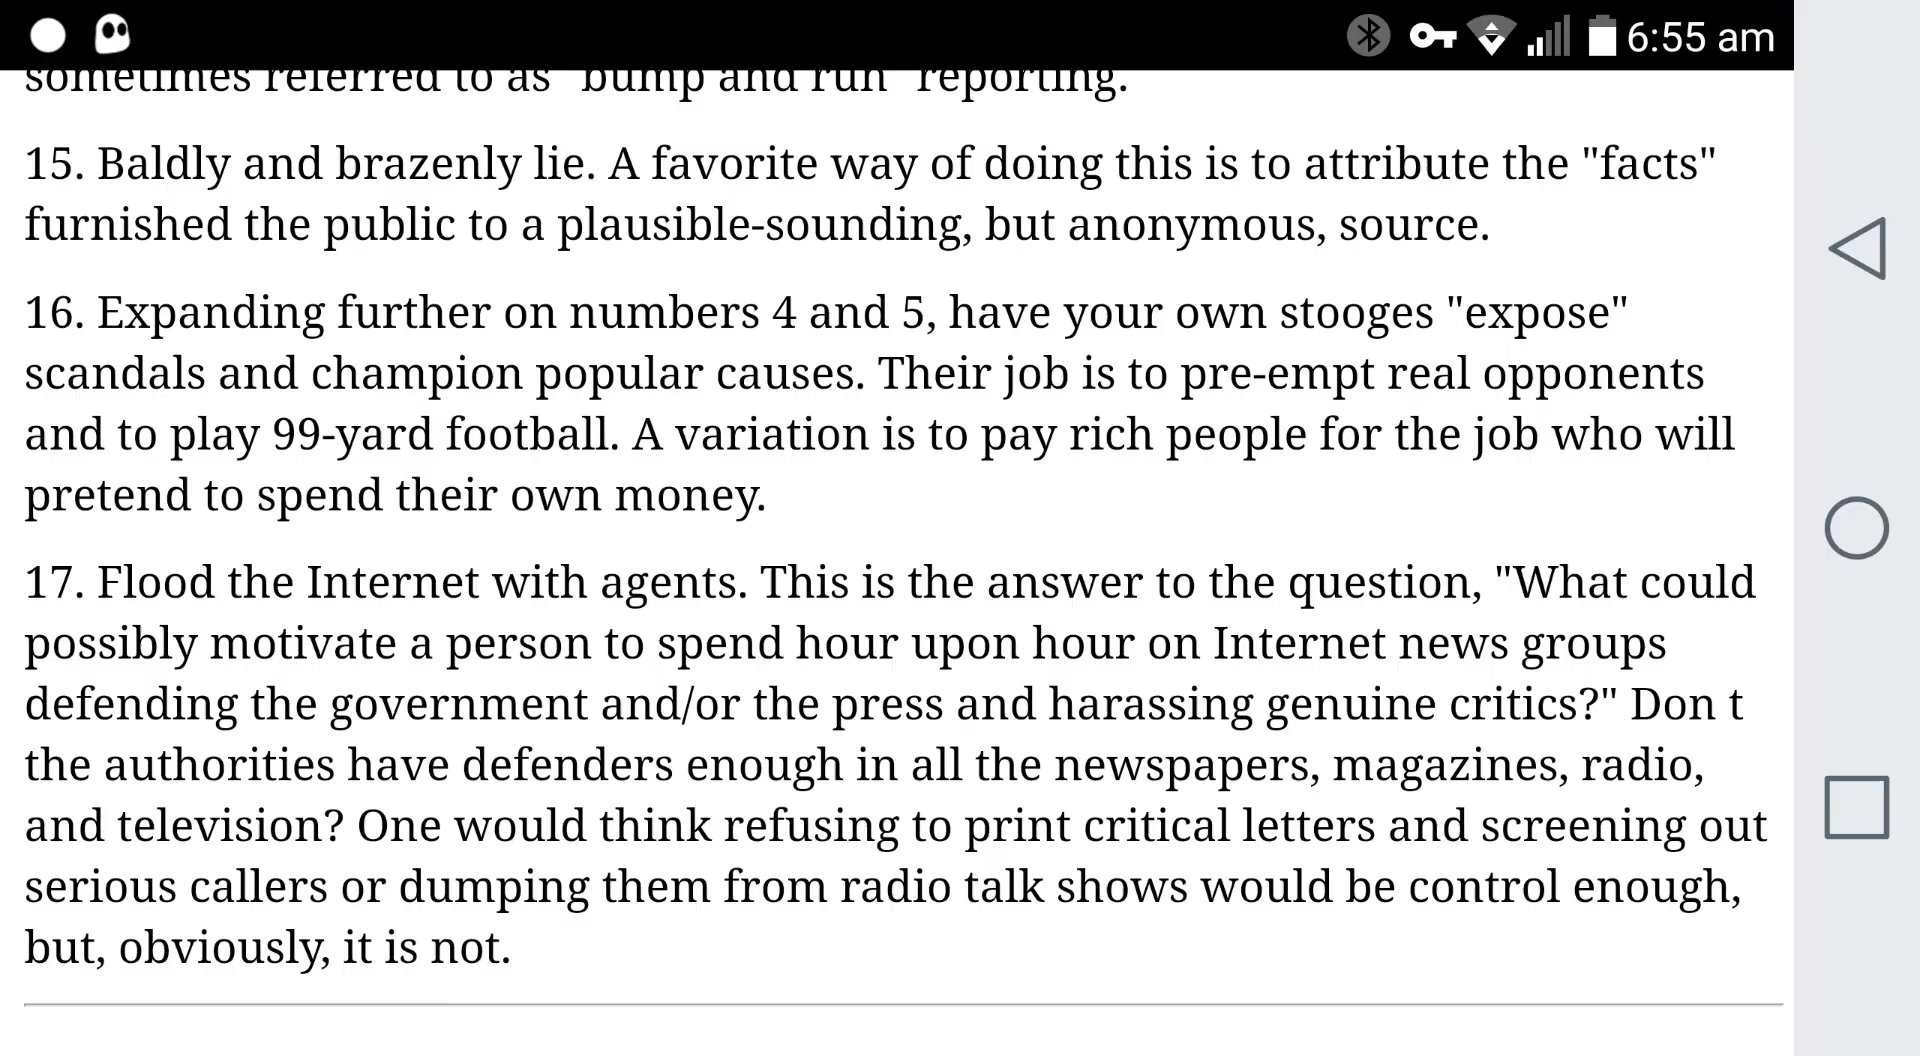 6:55 am
sometimes referred to as "bump and run" reporting.
15. Baldly and brazenly lie. A favorite way of doing this is to attribute the "facts"
furnished the public to a plausible-sounding, but anonymous, source.
16. Expanding further on numbers 4 and 5, have your own stooges "expose"
scandals and champion popular causes. Their job is to pre-empt real opponents
and to play 99-yard football. A variation is to pay rich people for the job who will
pretend to spend their own money.
17. Flood the Internet with agents. This is the answer to the question, "What could
possibly motivate a person to spend hour upon hour on Internet news groups
defending the government and/or the press and harassing genuine critics?" Don t
the authorities have defenders enough in all the newspapers, magazines, radio,
and television? One would think refusing to print critical letters and screening out
serious callers or dumping them from radio talk shows would be control enough,
but, obviously, it is not.